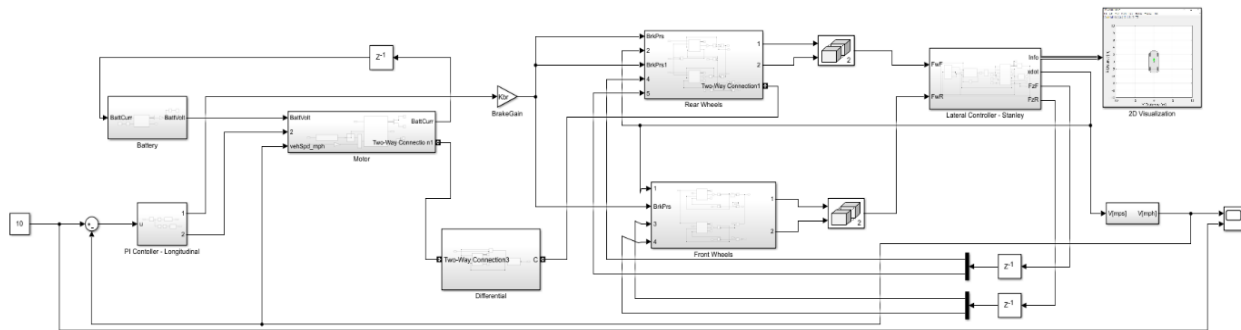 BrkPrs
2
BrkPrs1
4
5
1
2
Two-Way Connection1
Rear Wheels
2
FwF
FwR
Info
xdot
FzF
FzR
Lateral Controller - Stanley
2D Visualization
Z-1
Kbr
BrakeGain
BattCurr
BattVolt
Battery
BattVolt
2
vehSpd_mph
BattCurr
Two-Way Connectio n1
Motor
1
BrkPrs
3
4
1
2
Front Wheels
2
10
u
1
2
PI Contoller - Longitudinal
V[mps]
V[mph]
Two-Way Connection3
C
Differential
Z-1
Z-1